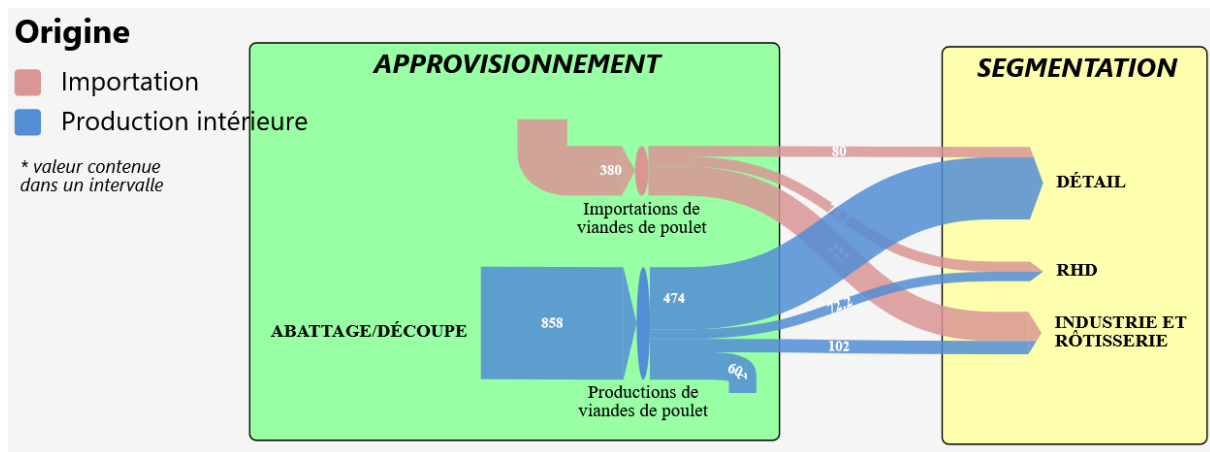 Origine
Importation
Production intérieure
* valeur contenue
dans un intervalle
APPROVISIONNEMENT
380
Importations de
viandes de poulet
ABATTAGE/DÉCOUPE
858
474
Productions de
viandes de poulet
80
102
SEGMENTATION
DÉTAIL
RHD
INDUSTRIE ET
RÔTISSERIE